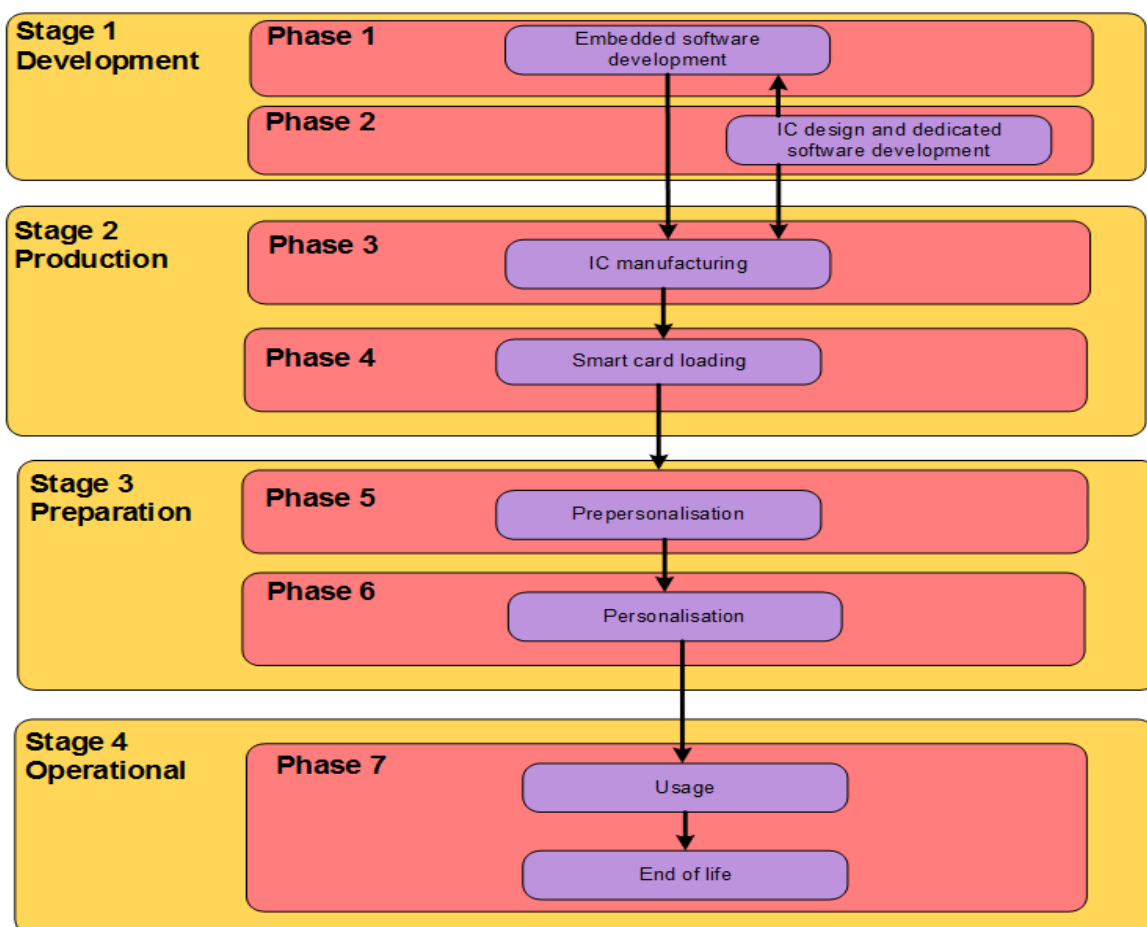 Stage 1
Development
Phase 1
Embedded software
development
Phase 2
IC design and dedicated
software development
Stage 2
Production
Phase 3
IC manufacturing
Phase 4
Smart card loading
Stage 3
Preparation
Phase 5
Prepersonalisation
Phase 6
Personalisation
Stage 4
Operational
Phase 7
Usage
End of life